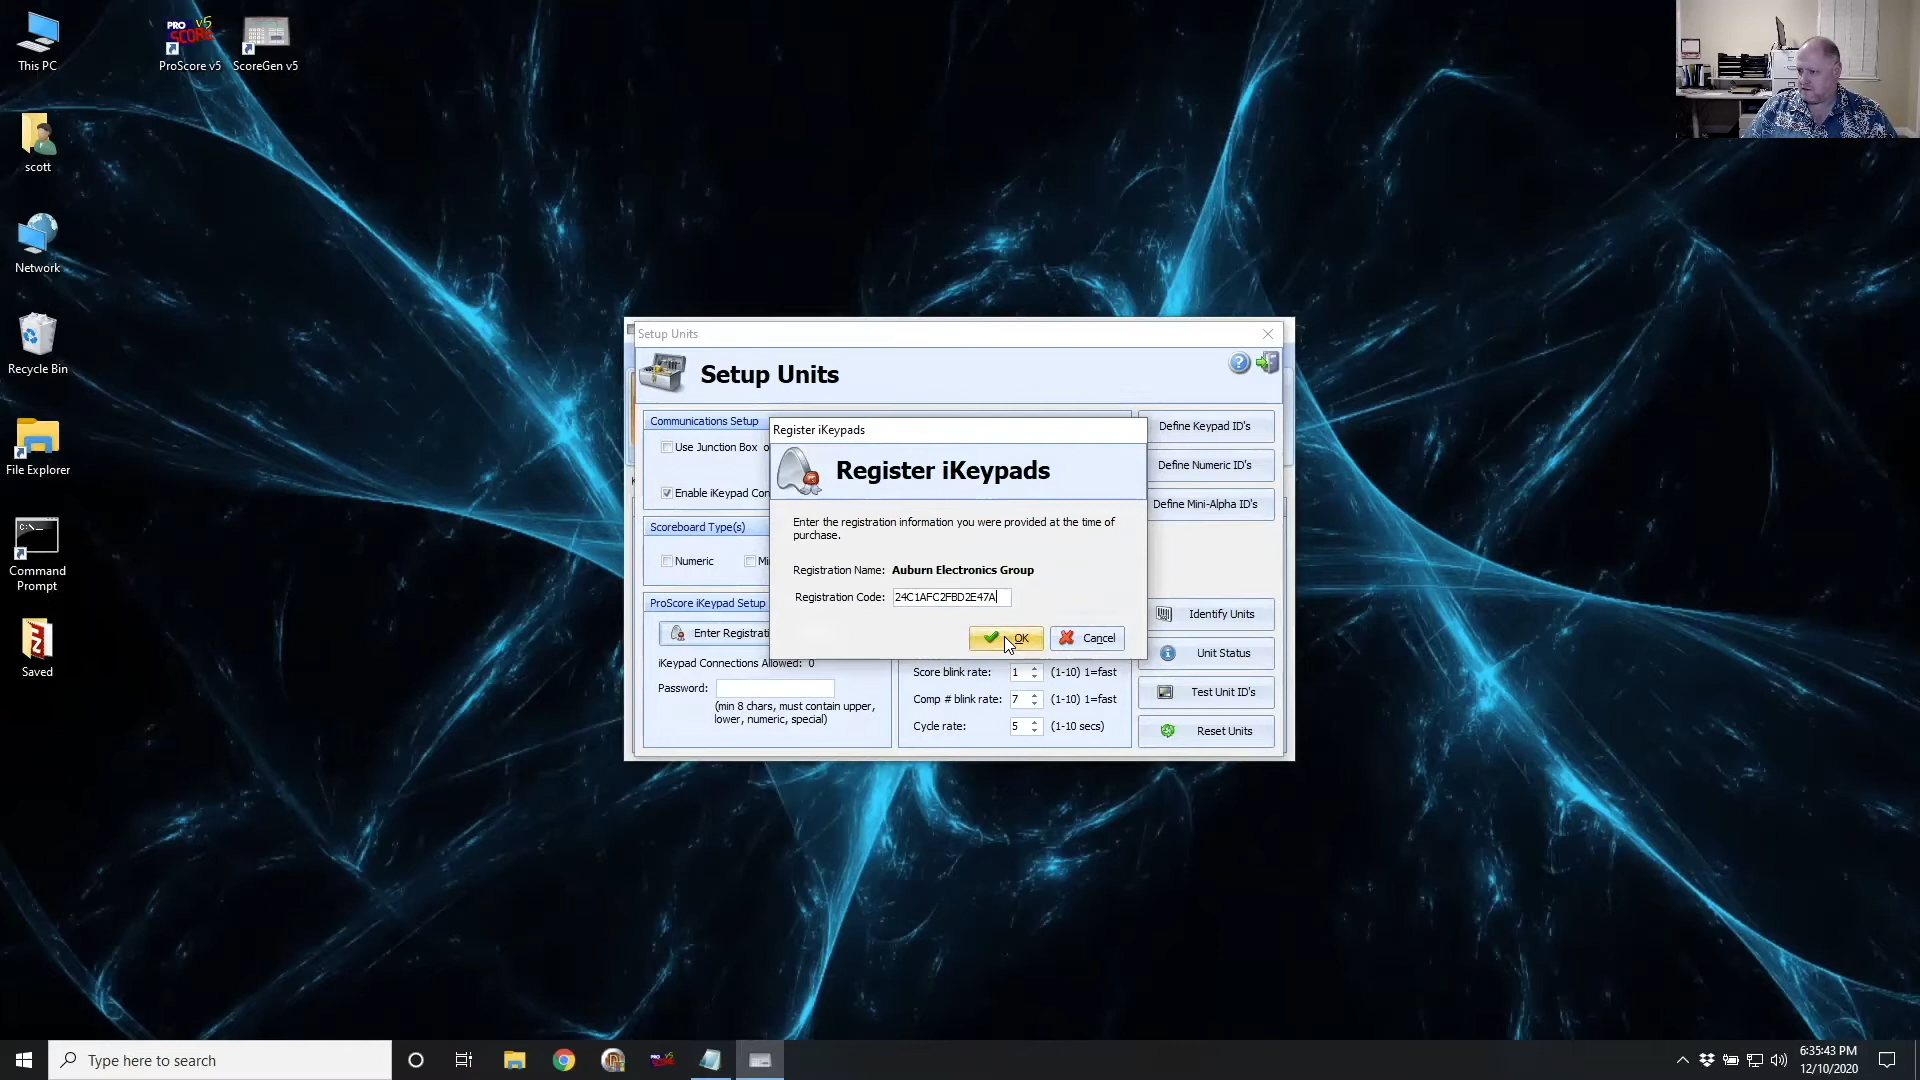 This PC
PRO v5
SCORE
ProScore v5
ScoreGen v5
scott
Network
Recycle Bin
File Explorer
C:\_
Command
Prompt
Saved
Setup Units
Setup Units
Communications Setup
Use Junction Box
Enable iKeypad Con
Scoreboard Type(s)
Numeric
Mi
ProScore iKeypad Setup
Enter Registrati
iKeypad Connections Allowed: 0
Password:
(min 8 chars, must contain upper,
lower, numeric, special)
Register iKeypads
Register iKeypads
Enter the registration information you were provided at the time of
purchase.
Registration Name: Auburn Electronics Group
Registration Code: 24C1AFC2FBD2E47A
OK
Cancel
Score blink rate: 1 (1-10) 1=fast
Comp # blink rate: 7 (1-10) 1=fast
Cycle rate: 5 (1-10 secs)
Define Keypad ID's
Define Numeric ID's
Define Mini-Alpha ID's
Identify Units
Unit Status
Test Unit ID's
Reset Units
Type here to search
6:35:43 PM
12/10/2020